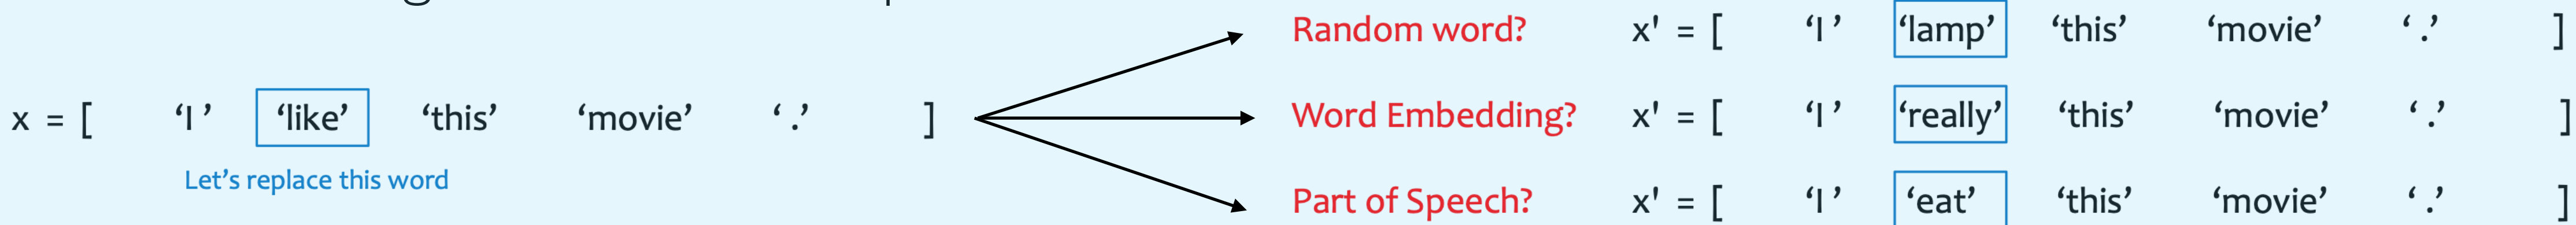 x = [ ‘I’ ‘like’ ‘this’ ‘movie’ ‘.’ ]
Let’s replace this word
Random word? x' = [ ‘I’ ‘lamp’ ‘this’ ‘movie’ ‘.’ ]
Word Embedding? x' = [ ‘I’ ‘really’ ‘this’ ‘movie’ ‘.’ ]
Part of Speech? x' = [ ‘I’ ‘eat’ ‘this’ ‘movie’ ‘.’ ]